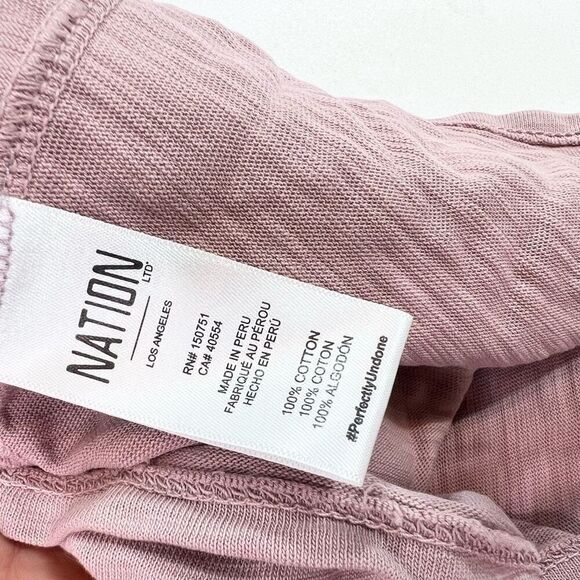 NATION
LTD
LOS ANGELES
RN# 150751
CA# 40554
MADE IN PERU
FABRIQUÉ AU PÉROU
HECHO EN PERÚ
100% COTTON
100% COTON
100% ALGODÓN
#PerfectlyUndone